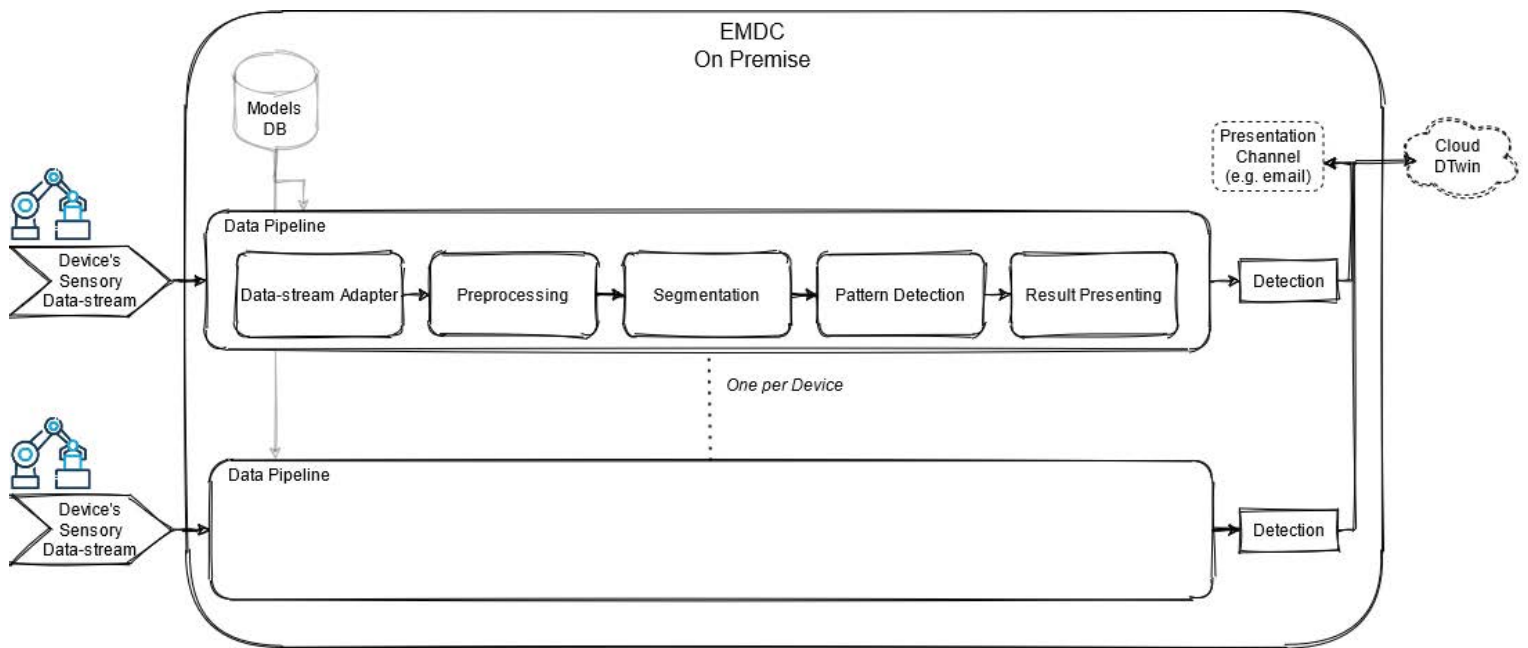 EMDC
On Premise
Models
DB
Presentation
Channel
(e.g. email)
Cloud
DTwin
Device's
Sensory
Data-stream
Data Pipeline
Data-stream Adapter
Preprocessing
Segmentation
Pattern Detection
Result Presenting
Detection
One per Device
Device's
Sensory
Data-stream
Data Pipeline
Detection